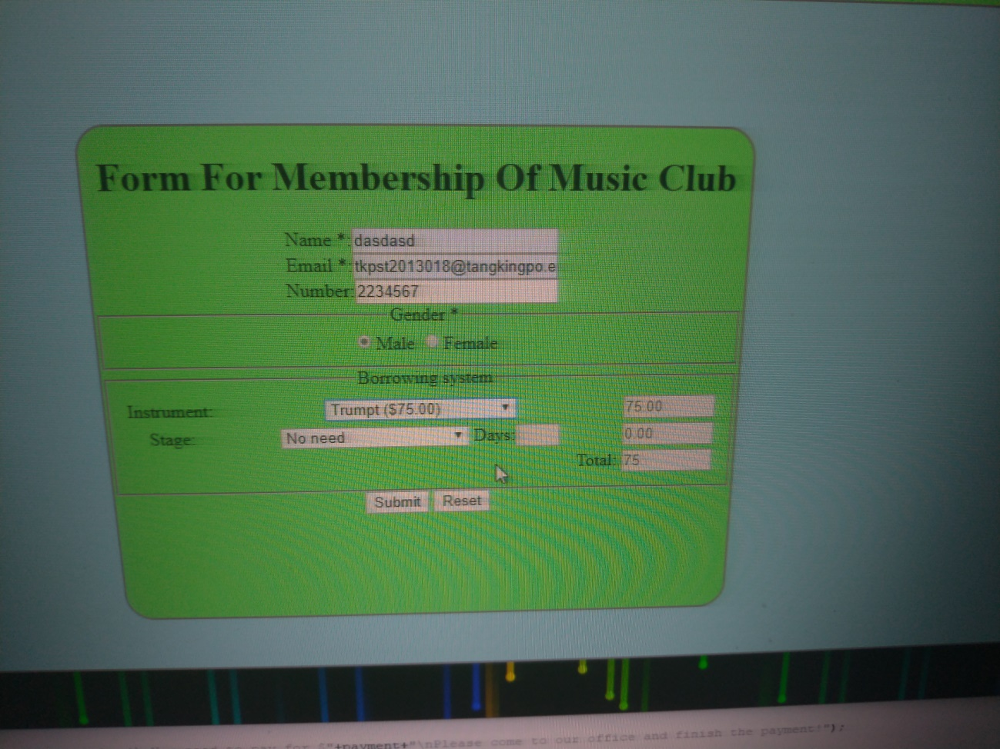 Form For Membership Of Music Club
Name *: dasdasd
Email *: tkpst2013018@tangkingpo.e
Number: 2234567
Gender *
Male Female
Borrowing system
Instrument: Trumpt ($75.00) 75.00
Stage: No need Days: 0.00
Total: 75
Submit Reset
to pay for $"+payment+"\nPlease come to our office and finish the payment!");